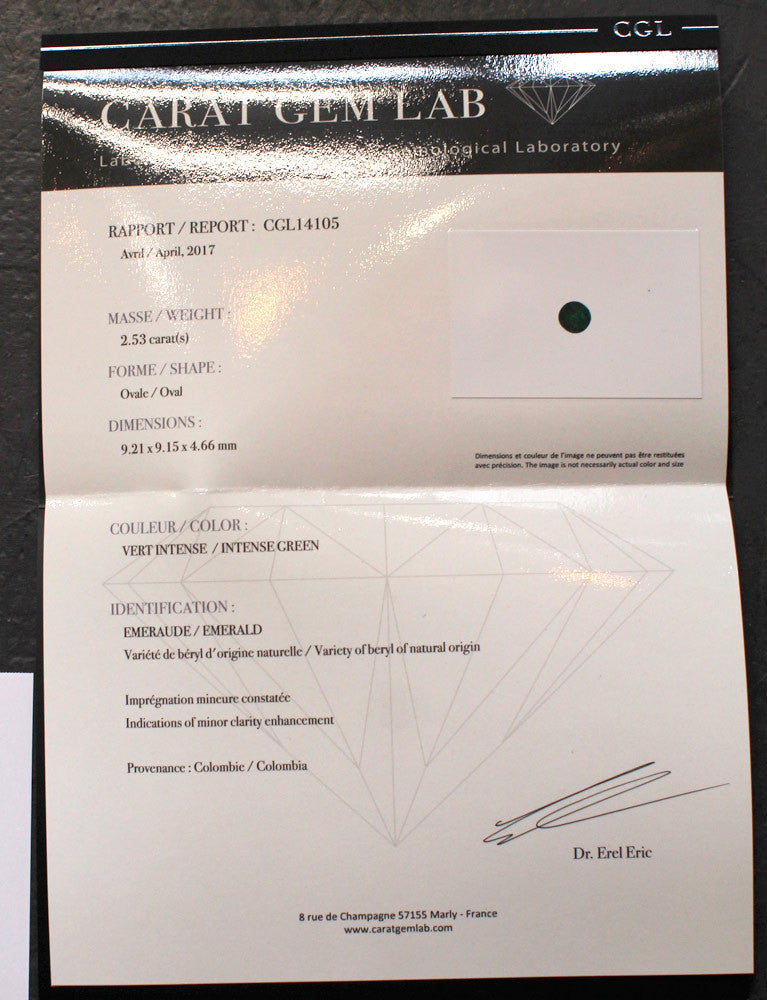 CGL
CARAT GEM LAB
Laboratory
RAPPORT / REPORT : CGL14105
Avril / April, 2017
MASSE / WEIGHT :
2.53 carat(s)
FORME / SHAPE :
Ovale / Oval
DIMENSIONS :
9.21 x 9.15 x 4.66 mm
Dimensions et couleur de l'image ne peuvent pas être restituées
avec précision. The image is not necessarily actual color and size
COULEUR / COLOR :
VERT INTENSE / INTENSE GREEN
IDENTIFICATION :
EMERAUDE / EMERALD
Variété de béryl d'origine naturelle / Variety of beryl of natural origin
Imprégnation mineure constatée
Indications of minor clarity enhancement
Provenance : Colombie / Colombia
Dr. Erel Eric
8 rue de Champagne 57155 Marly - France
www.caratgemlab.com